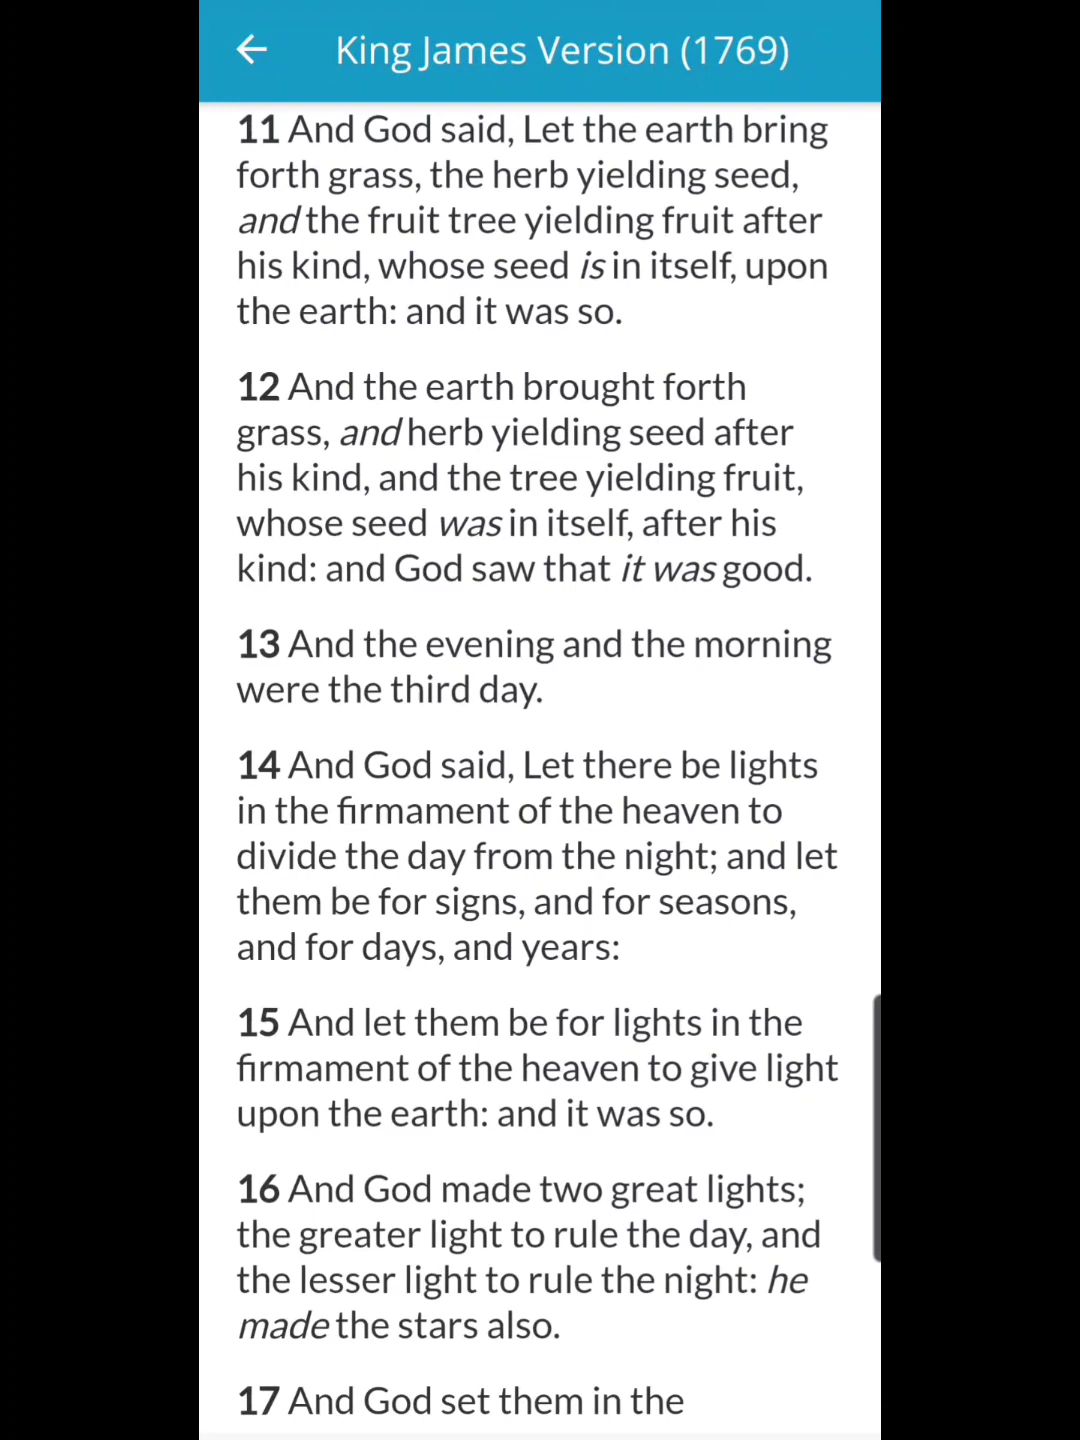 King James Version (1769)
11 And God said, Let the earth bring
forth grass, the herb yielding seed,
and the fruit tree yielding fruit after
his kind, whose seed is in itself, upon
the earth: and it was so.
12 And the earth brought forth
grass, and herb yielding seed after
his kind, and the tree yielding fruit,
whose seed was in itself, after his
kind: and God saw that it was good.
13 And the evening and the morning
were the third day.
14 And God said, Let there be lights
in the firmament of the heaven to
divide the day from the night; and let
them be for signs, and for seasons,
and for days, and years:
15 And let them be for lights in the
firmament of the heaven to give light
upon the earth: and it was so.
16 And God made two great lights;
the greater light to rule the day, and
the lesser light to rule the night: he
made the stars also.
17 And God set them in the